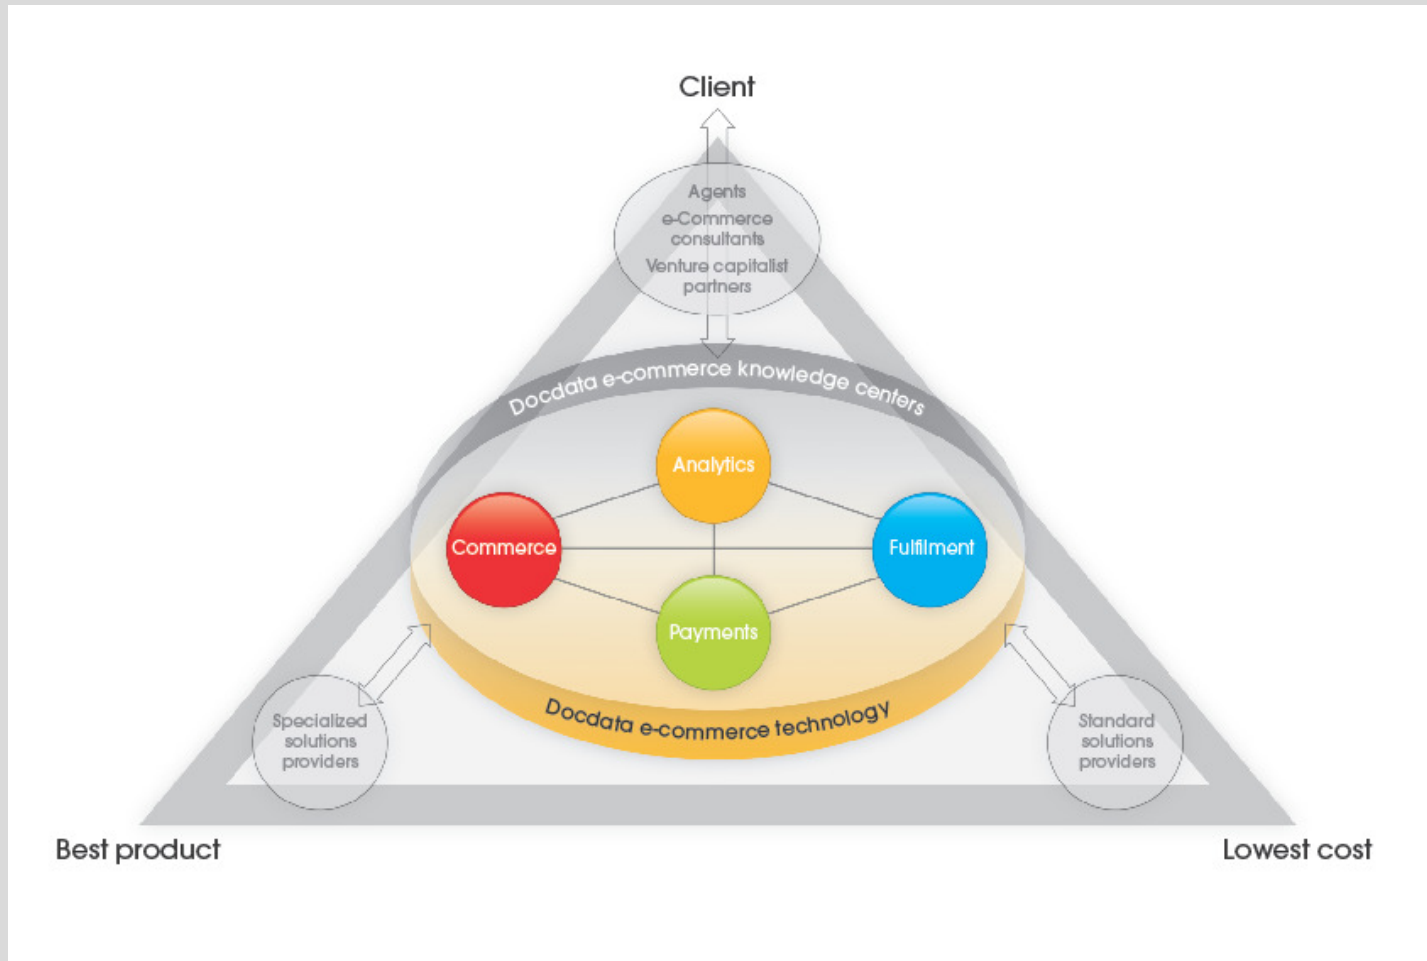 Client
Agents
e-Commerce
consultants
Venture capitalist
partners
Docdata e-commerce knowledge centers
Analytics
Commerce
Fulfilment
Payments
Docdata e-commerce technology
Specialized
solutions
providers
Standard
solutions
providers
Best product
Lowest cost